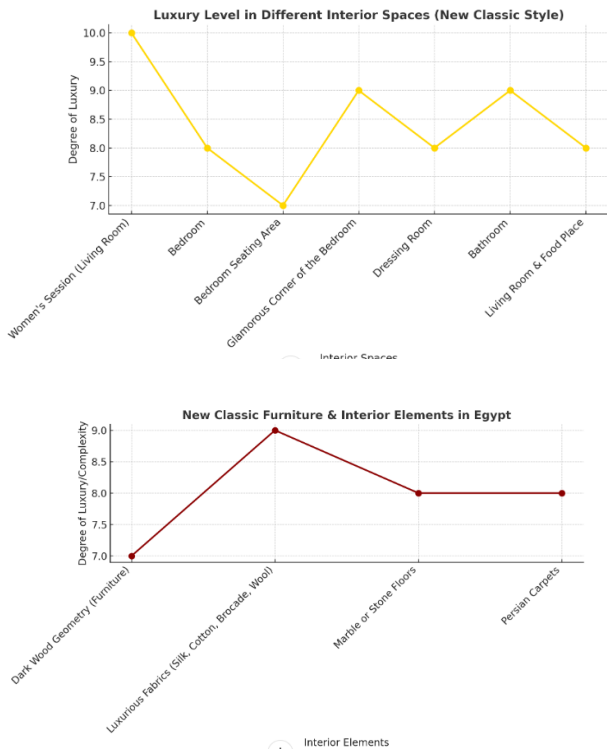 Luxury Level in Different Interior Spaces (New Classic Style)
Degree of Luxury
10.0
9.5
9.0
8.5
8.0
7.5
7.0
Women's Session (Living Room)
Bedroom
Bedroom Seating Area
Glamorous Corner of the Bedroom
Dressing Room
Bathroom
Living Room & Food Place
Interior Spaces
New Classic Furniture & Interior Elements in Egypt
Degree of Luxury/Complexity
9.0
8.5
8.0
7.5
7.0
Dark Wood Geometry (Furniture)
Luxurious Fabrics (Silk, Cotton, Brocade, Wool)
Marble or Stone Floors
Persian Carpets
Interior Elements